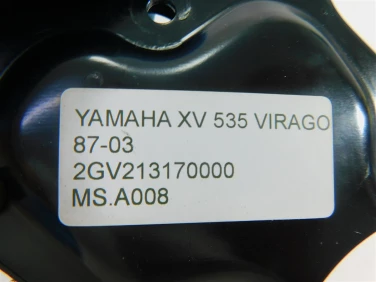 YAMAHA XV 535 VIRAGO
87-03
2GV213170000
MS.A008